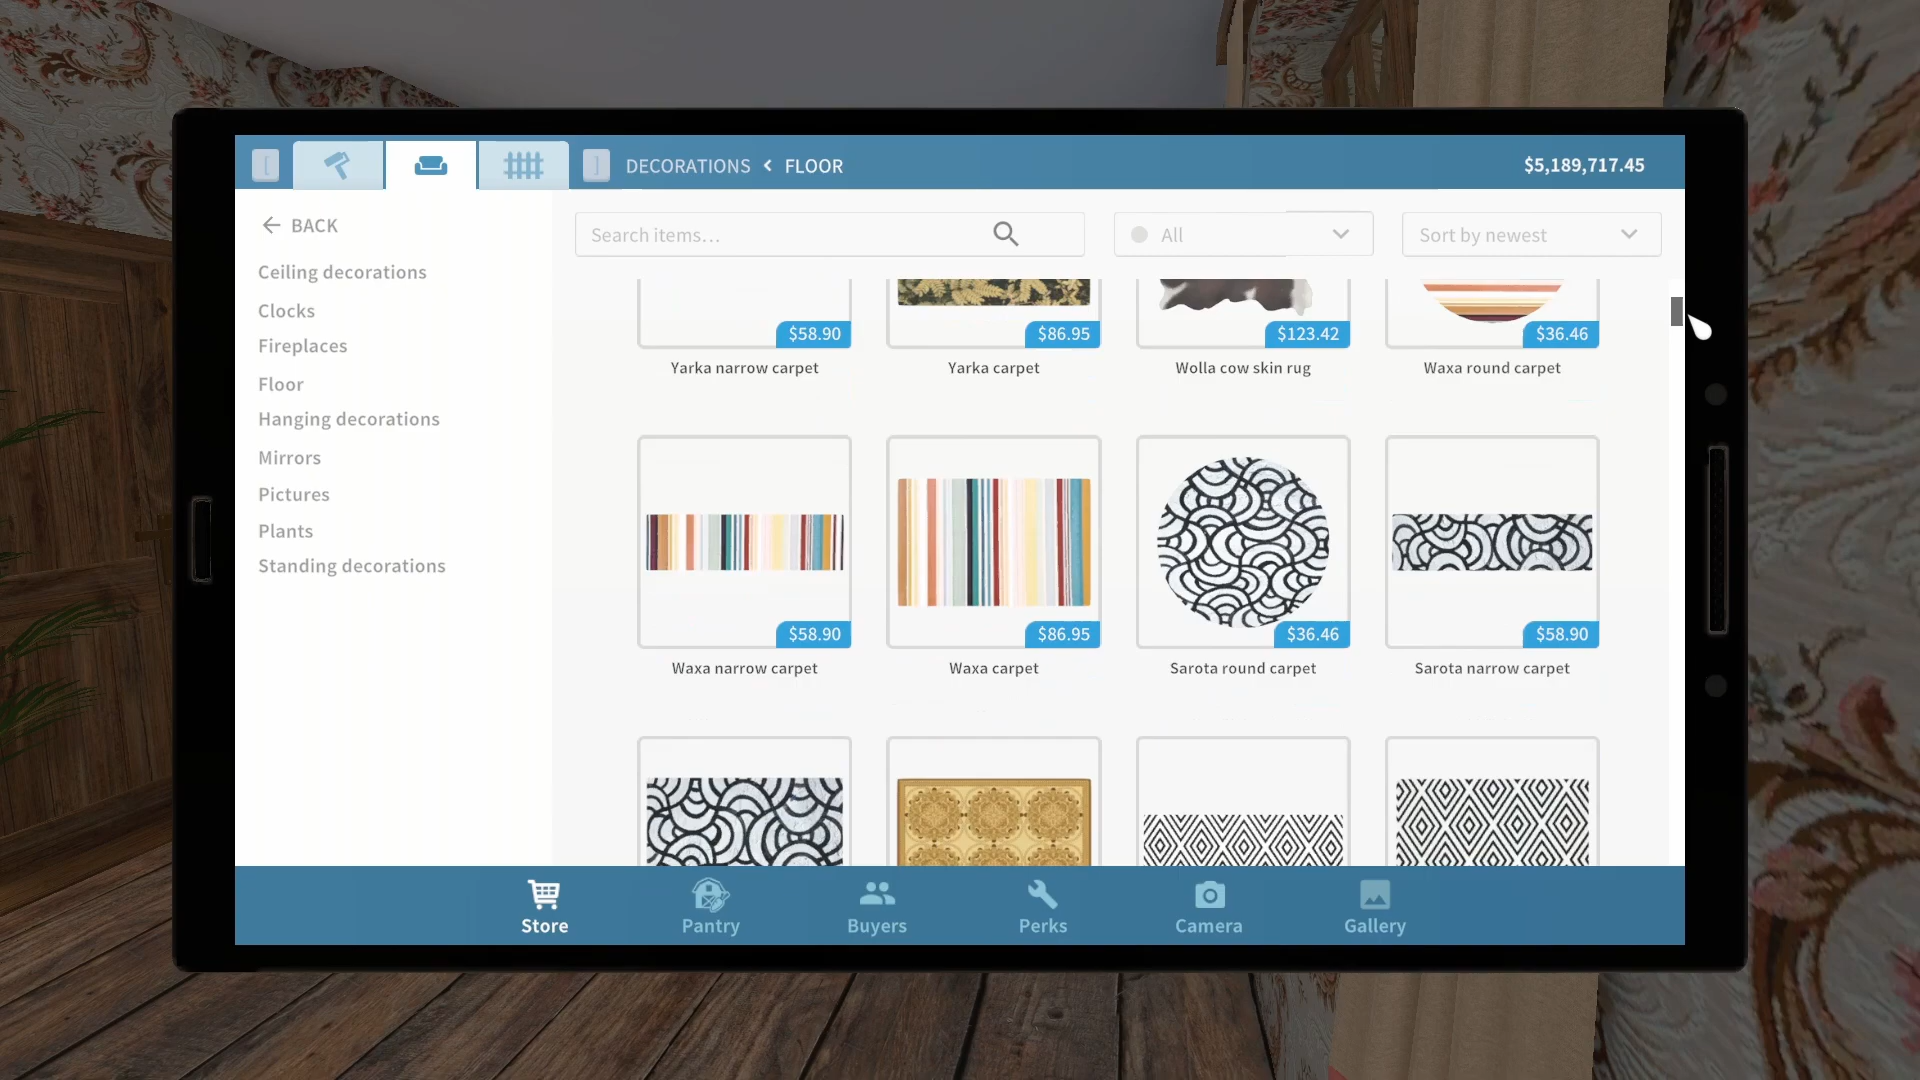 [
]
DECORATIONS < FLOOR
$5,189,717.45
BACK
Ceiling decorations
Clocks
Fireplaces
Floor
Hanging decorations
Mirrors
Pictures
Plants
Standing decorations
Search items...
All
Sort by newest
$58.90
$86.95
$123.42
$36.46
Yarka narrow carpet
Yarka carpet
Wolla cow skin rug
Waxa round carpet
$58.90
$86.95
$36.46
$58.90
Waxa narrow carpet
Waxa carpet
Sarota round carpet
Sarota narrow carpet
Store
Pantry
Buyers
Perks
Camera
Gallery